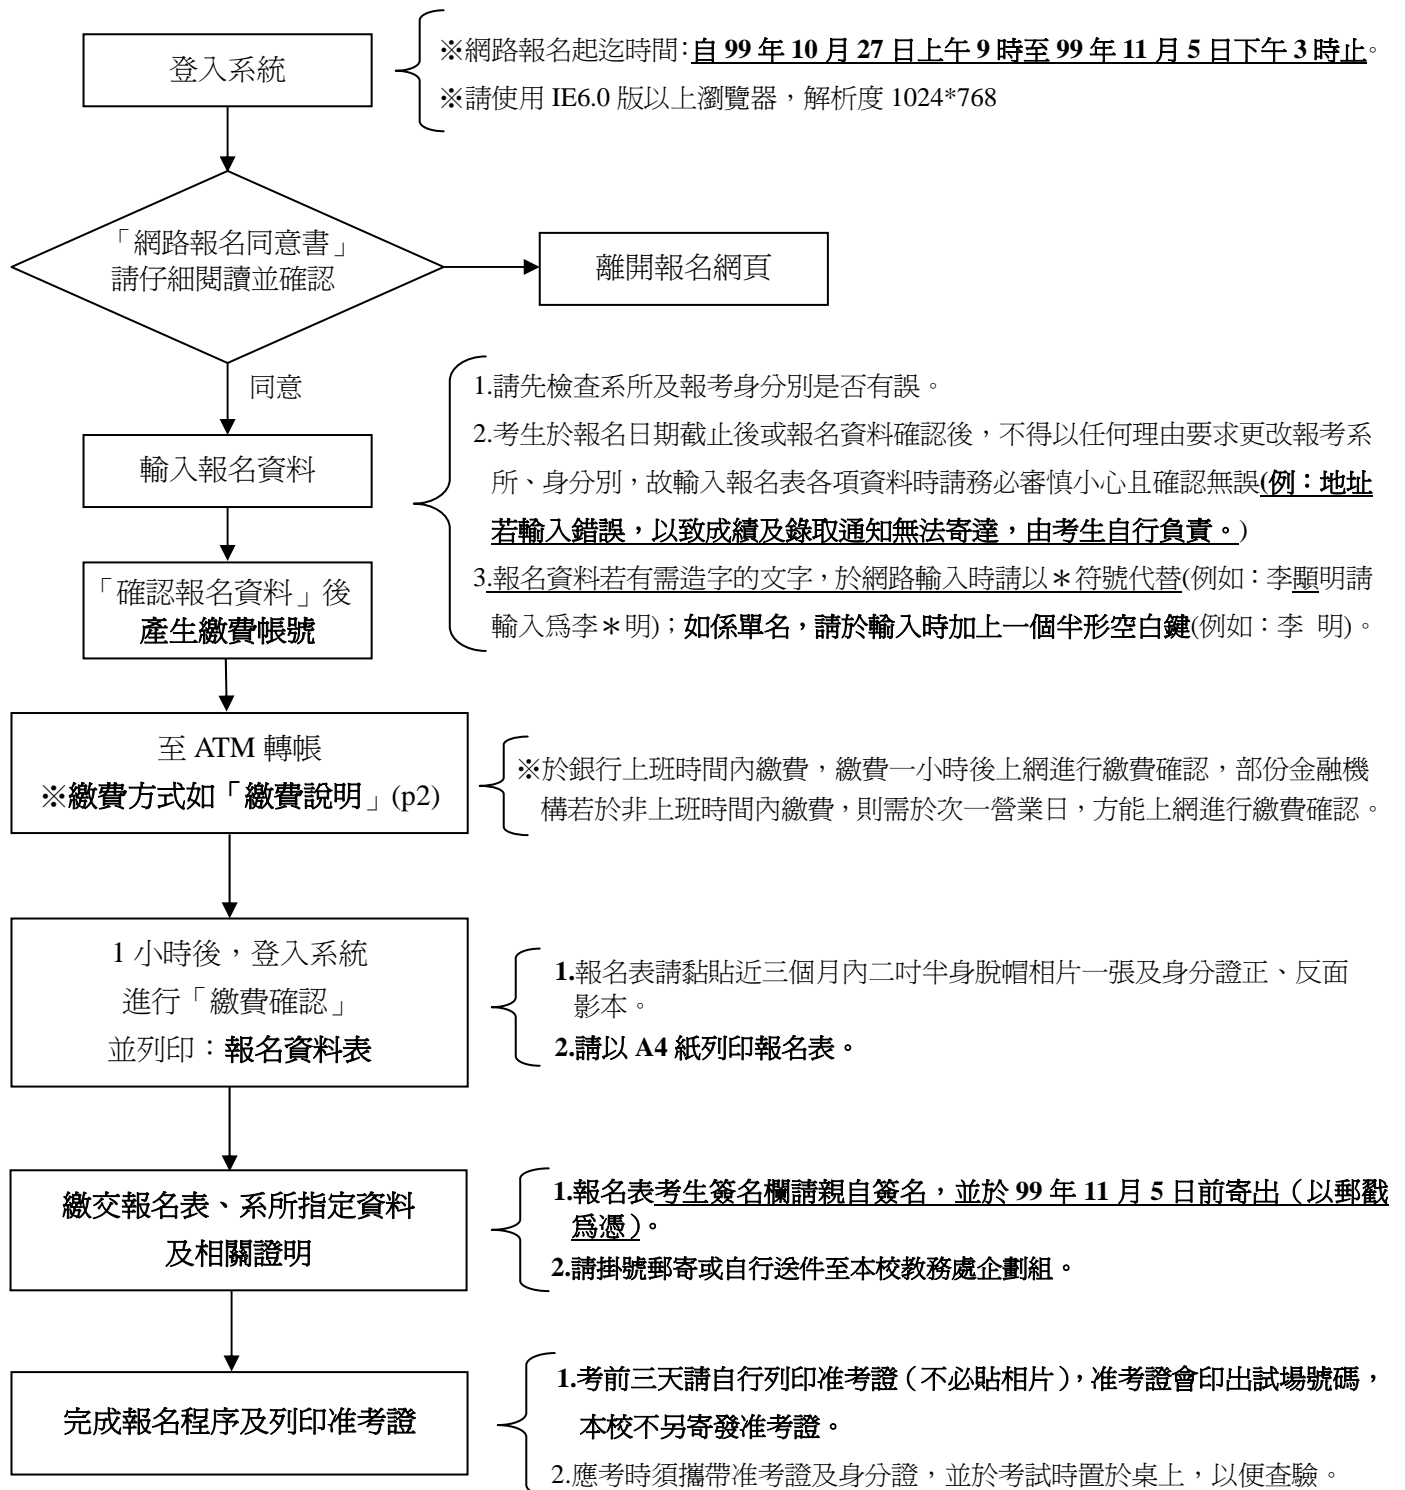 登入系統
※網路報名起迄時間：自 99 年 10 月 27 日上午 9 時至 99 年 11 月 5 日下午 3 時止。
※請使用 IE6.0 版以上瀏覽器，解析度 1024*768
「網路報名同意書」
請仔細閱讀並確認
離開報名網頁
同意
輸入報名資料
1.請先檢查系所及報考身分別是否有誤。
2.考生於報名日期截止後或報名資料確認後，不得以任何理由要求更改報考系
所、身分別，故輸入報名表各項資料時請務必審慎小心且確認無誤(例：地址
若輸入錯誤，以致成績及錄取通知無法寄達，由考生自行負責。)
3.報名資料若有需造字的文字，於網路輸入時請以＊符號代替(例如：李顯明請
輸入為李＊明)；如係單名，請於輸入時加上一個半形空白鍵(例如：李 明)。
「確認報名資料」後
產生繳費帳號
至 ATM 轉帳
※繳費方式如「繳費說明」(p2)
※於銀行上班時間內繳費，繳費一小時後上網進行繳費確認，部份金融機
構若於非上班時間內繳費，則需於次一營業日，方能上網進行繳費確認。
1 小時後，登入系統
進行「繳費確認」
並列印：報名資料表
1.報名表請黏貼近三個月內二吋半身脫帽相片一張及身分證正、反面
影本。
2.請以 A4 紙列印報名表。
繳交報名表、系所指定資料
及相關證明
1.報名表考生簽名欄請親自簽名，並於 99 年 11 月 5 日前寄出（以郵戳
為憑）。
2.請掛號郵寄或自行送件至本校教務處企劃組。
完成報名程序及列印准考證
1.考前三天請自行列印准考證（不必貼相片），准考證會印出試場號碼，
本校不另寄發准考證。
2.應考時須攜帶准考證及身分證，並於考試時置於桌上，以便查驗。